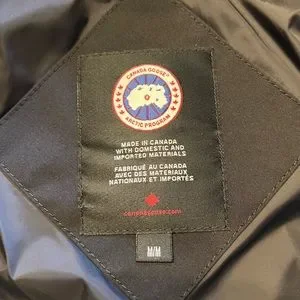 CANADA GOOSE
ARCTIC PROGRAM
MADE IN CANADA
WITH DOMESTIC AND
IMPORTED MATERIALS
FABRIQUÉ AU CANADA
AVEC DES MATERIAUX
NATIONAUX ET IMPORTÉS
canadagoose.com
M/M